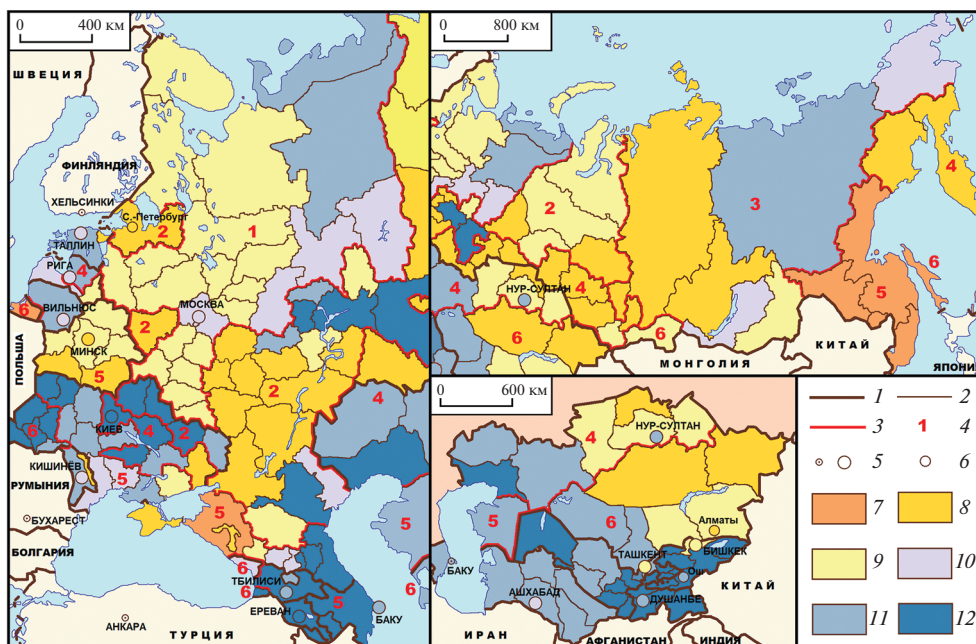 0 400 км
ШВЕЦИЯ
ФИНЛЯНДИЯ
ХЕЛЬСИНКИ
С.-Петербург
2
1
ТАЛЛИН
РИГА
4
МОСКВА
6
ВИЛЬНЮС
2
МИНСК
ПОЛЬША
5
2
4
КИЕВ
6
4
2
КИШИНЕВ
5
РУМЫНИЯ
5
5
БУХАРЕСТ
БОЛГАРИЯ
6
ТБИЛИСИ
6
6
ЕРЕВАН
5
БАКУ
АНКАРА
ТУРЦИЯ
0 800 км
2
3
4
4
НУР-СУЛТАН
4
6
5
6
6
КИТАЙ
МОНГОЛИЯ
ЯПОНИ
0 600 км
НУР-СУЛТАН
4
5
6
Алматы
БИШКЕК
ТАШКЕНТ
Ош
БАКУ
АШХАБАД
ДУШАНБЕ
КИТАЙ
ИРАН
АФГАНИСТАН
ИНДИЯ
1 2
3 1 4
5 6
7 8
9 10
11 12